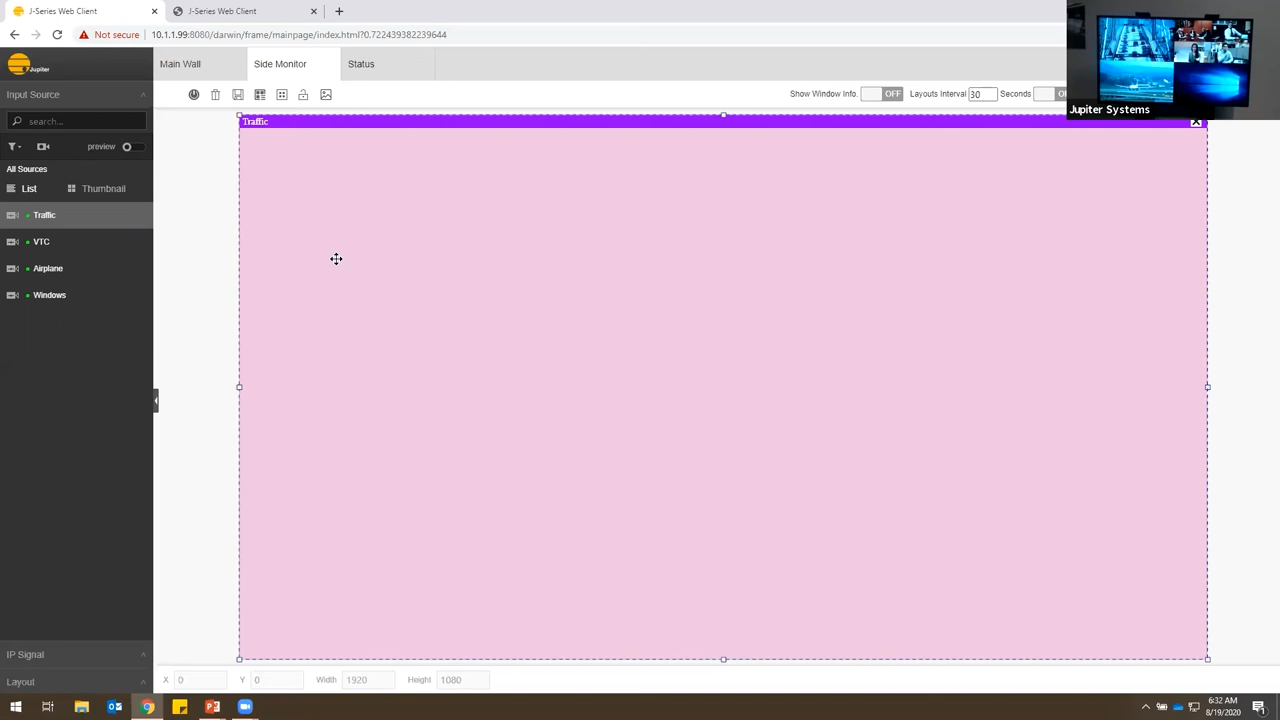 J-Series Web Client
J-Series Web Client
Not secure
10.1.1.99:8080/darwin/frame/mainpage/index.html?0.722439382239644
Jupiter
Main Wall
Side Monitor
Status
Input Source
Show Window Info.
OFF
Layouts Interval
30
Seconds
Jupiter Systems
search...
Traffic
preview
All Sources
List
Thumbnail
Traffic
VTC
Airplane
Windows
IP Signal
Layout
X
0
Y
0
Width
1920
Height
1080
6:32 AM
8/19/2020